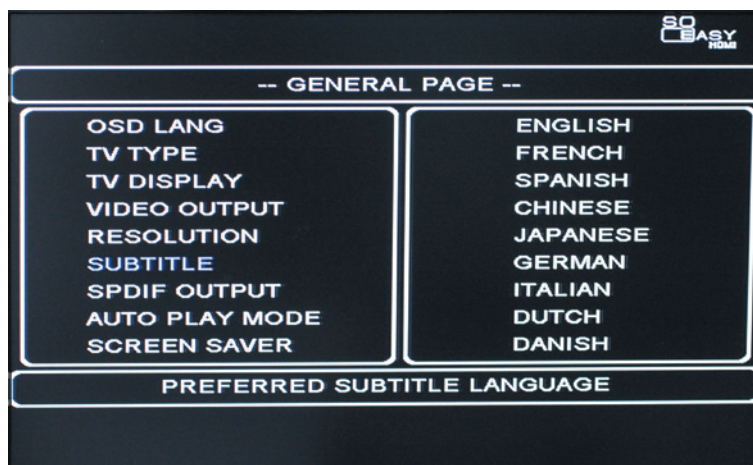 SO
EASY
HDMI
-- GENERAL PAGE --
OSD LANG
TV TYPE
TV DISPLAY
VIDEO OUTPUT
RESOLUTION
SUBTITLE
SPDIF OUTPUT
AUTO PLAY MODE
SCREEN SAVER
ENGLISH
FRENCH
SPANISH
CHINESE
JAPANESE
GERMAN
ITALIAN
DUTCH
DANISH
PREFERRED SUBTITLE LANGUAGE